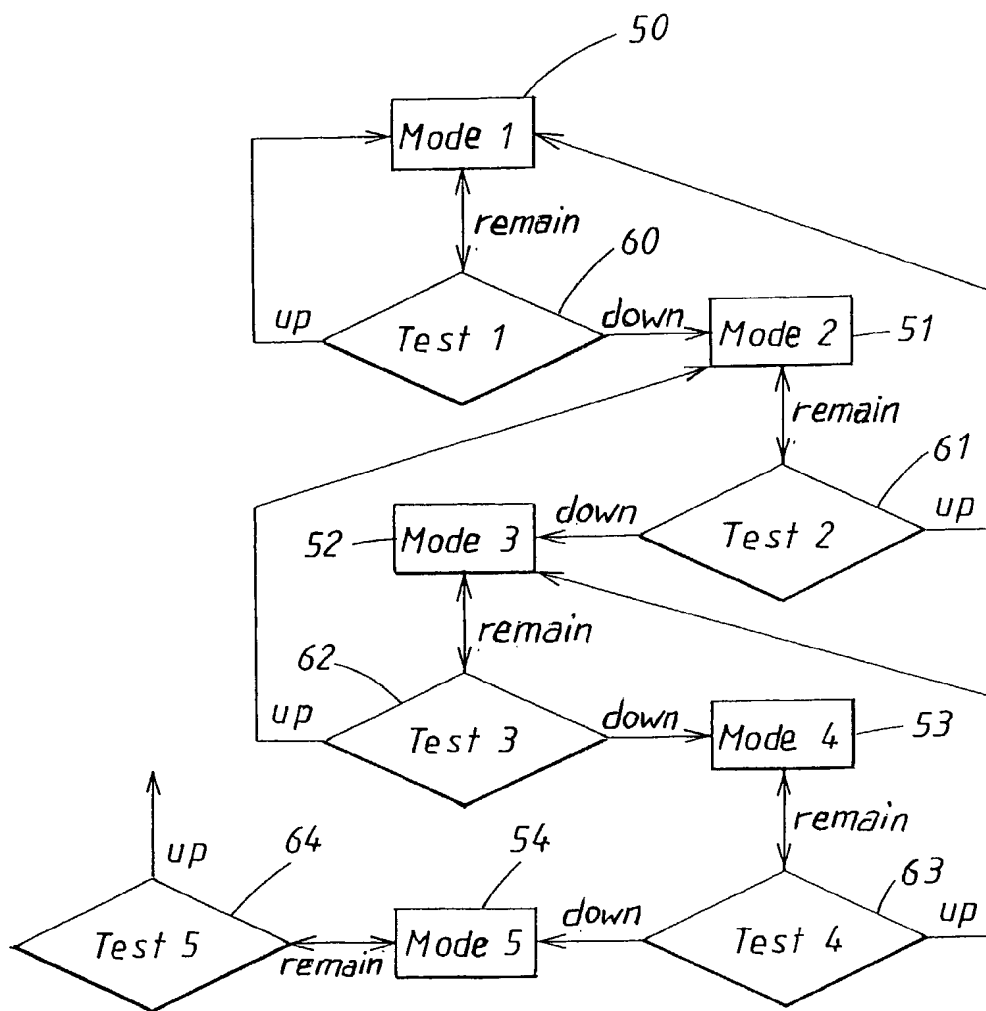 50
Mode 1
remain
60
up
Test 1
down
Mode 2
51
remain
61
52
Mode 3
down
Test 2
up
remain
62
up
Test 3
down
Mode 4
53
remain
up
64
54
63
Test 5
remain
Mode 5
down
Test 4
up